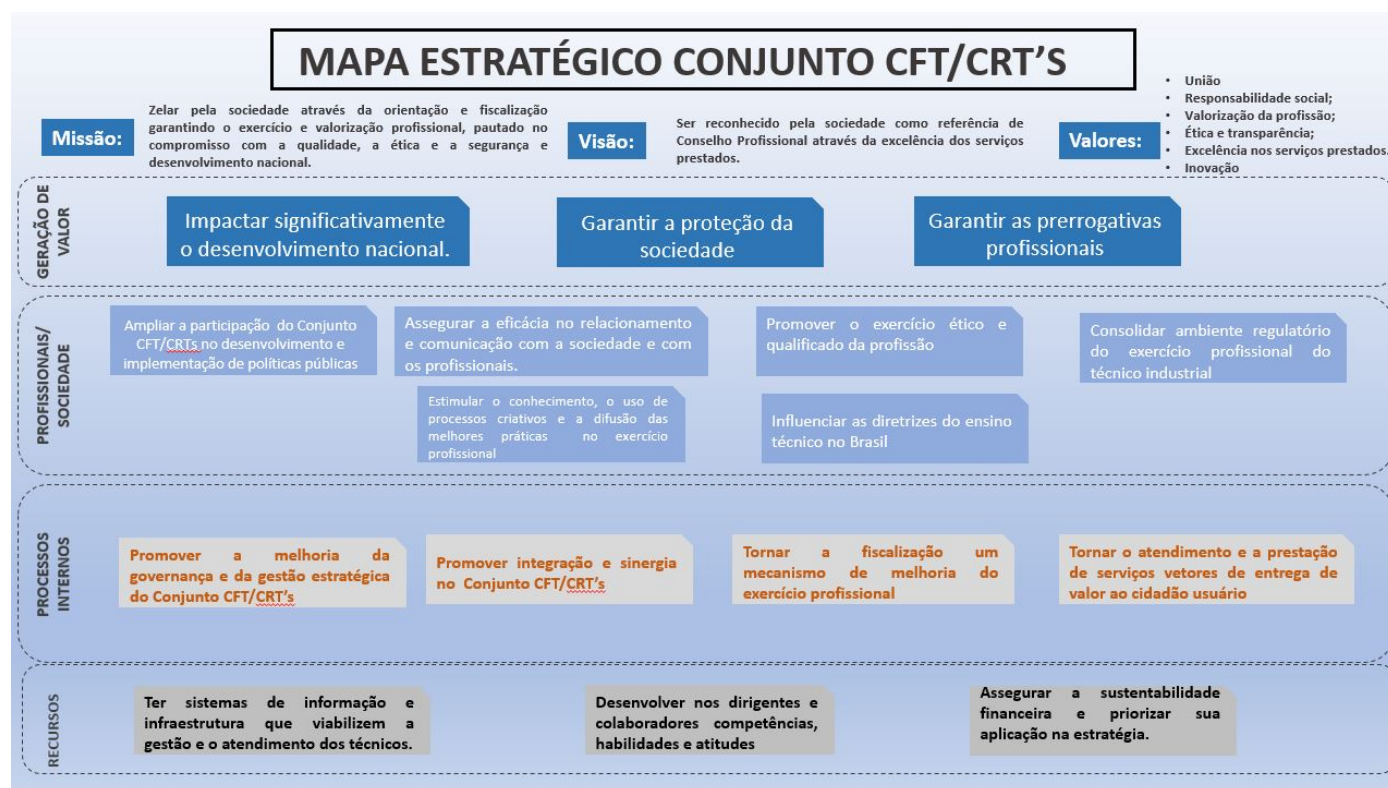 MAPA ESTRATÉGICO CONJUNTO CFT/CRT’S
Missão:
Zelar pela sociedade através da orientação e fiscalização
garantindo o exercício e valorização profissional, pautado no
compromisso com a qualidade, a ética e a segurança e
desenvolvimento nacional.
Visão:
Ser reconhecido pela sociedade como referência de
Conselho Profissional através da excelência dos serviços
prestados.
Valores:
• União
• Responsabilidade social;
• Valorização da profissão;
• Ética e transparência;
• Excelência nos serviços prestados.
• Inovação
GERAÇÃO DE
VALOR
Impactar significativamente
o desenvolvimento nacional.
Garantir a proteção da
sociedade
Garantir as prerrogativas
profissionais
PROFISSIONAIS/
SOCIEDADE
Ampliar a participação do Conjunto
CFT/CRTs no desenvolvimento e
implementação de políticas públicas
Assegurar a eficácia no relacionamento
e comunicação com a sociedade e com
os profissionais.
Promover o exercício ético e
qualificado da profissão
Consolidar ambiente regulatório
do exercício profissional do
técnico industrial
Estimular o conhecimento, o uso de
processos criativos e a difusão das
melhores práticas no exercício
profissional
Influenciar as diretrizes do ensino
técnico no Brasil
PROCESSOS
INTERNOS
Promover a melhoria da
governança e da gestão estratégica
do Conjunto CFT/CRT’s
Promover integração e sinergia
no Conjunto CFT/CRT’s
Tornar a fiscalização um
mecanismo de melhoria do
exercício profissional
Tornar o atendimento e a prestação
de serviços vetores de entrega de
valor ao cidadão usuário
RECURSOS
Ter sistemas de informação e
infraestrutura que viabilizem a
gestão e o atendimento dos técnicos.
Desenvolver nos dirigentes e
colaboradores competências,
habilidades e atitudes
Assegurar a sustentabilidade
financeira e priorizar sua
aplicação na estratégia.